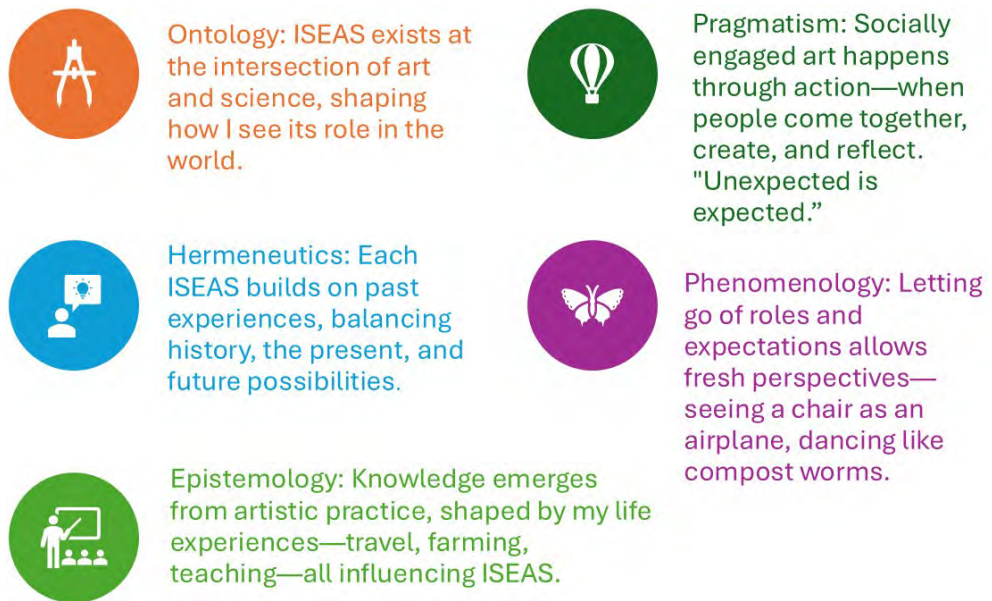 Ontology: ISEAS exists at
the intersection of art
and science, shaping
how I see its role in the
world.
Pragmatism: Socially
engaged art happens
through action—when
people come together,
create, and reflect.
"Unexpected is
expected.”
Hermeneutics: Each
ISEAS builds on past
experiences, balancing
history, the present, and
future possibilities.
Phenomenology: Letting
go of roles and
expectations allows
fresh perspectives—
seeing a chair as an
airplane, dancing like
compost worms.
Epistemology: Knowledge emerges
from artistic practice, shaped by my life
experiences—travel, farming,
teaching—all influencing ISEAS.